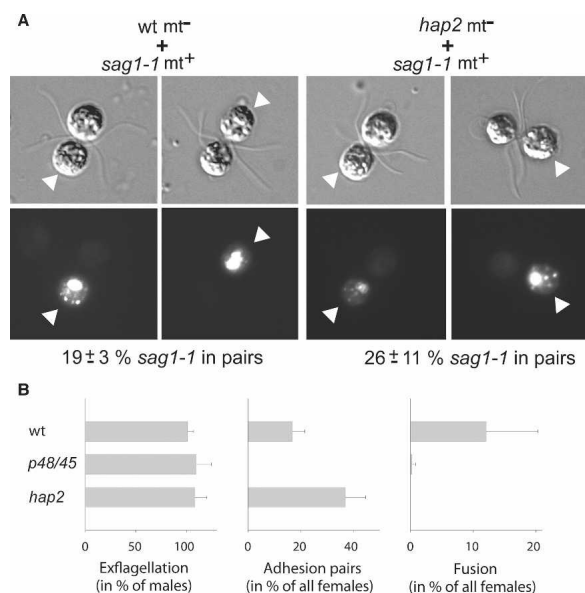 A
wt mt-
+
sag1-1 mt+
hap2 mt-
+
sag1-1 mt+
19 ± 3 % sag1-1 in pairs
26 ± 11 % sag1-1 in pairs
B
wt
p48/45
hap2
0 50 100
Exflagellation
(in % of males)
0 20 40
Adhesion pairs
(in % of all females)
0 10 20
Fusion
(in % of all females)